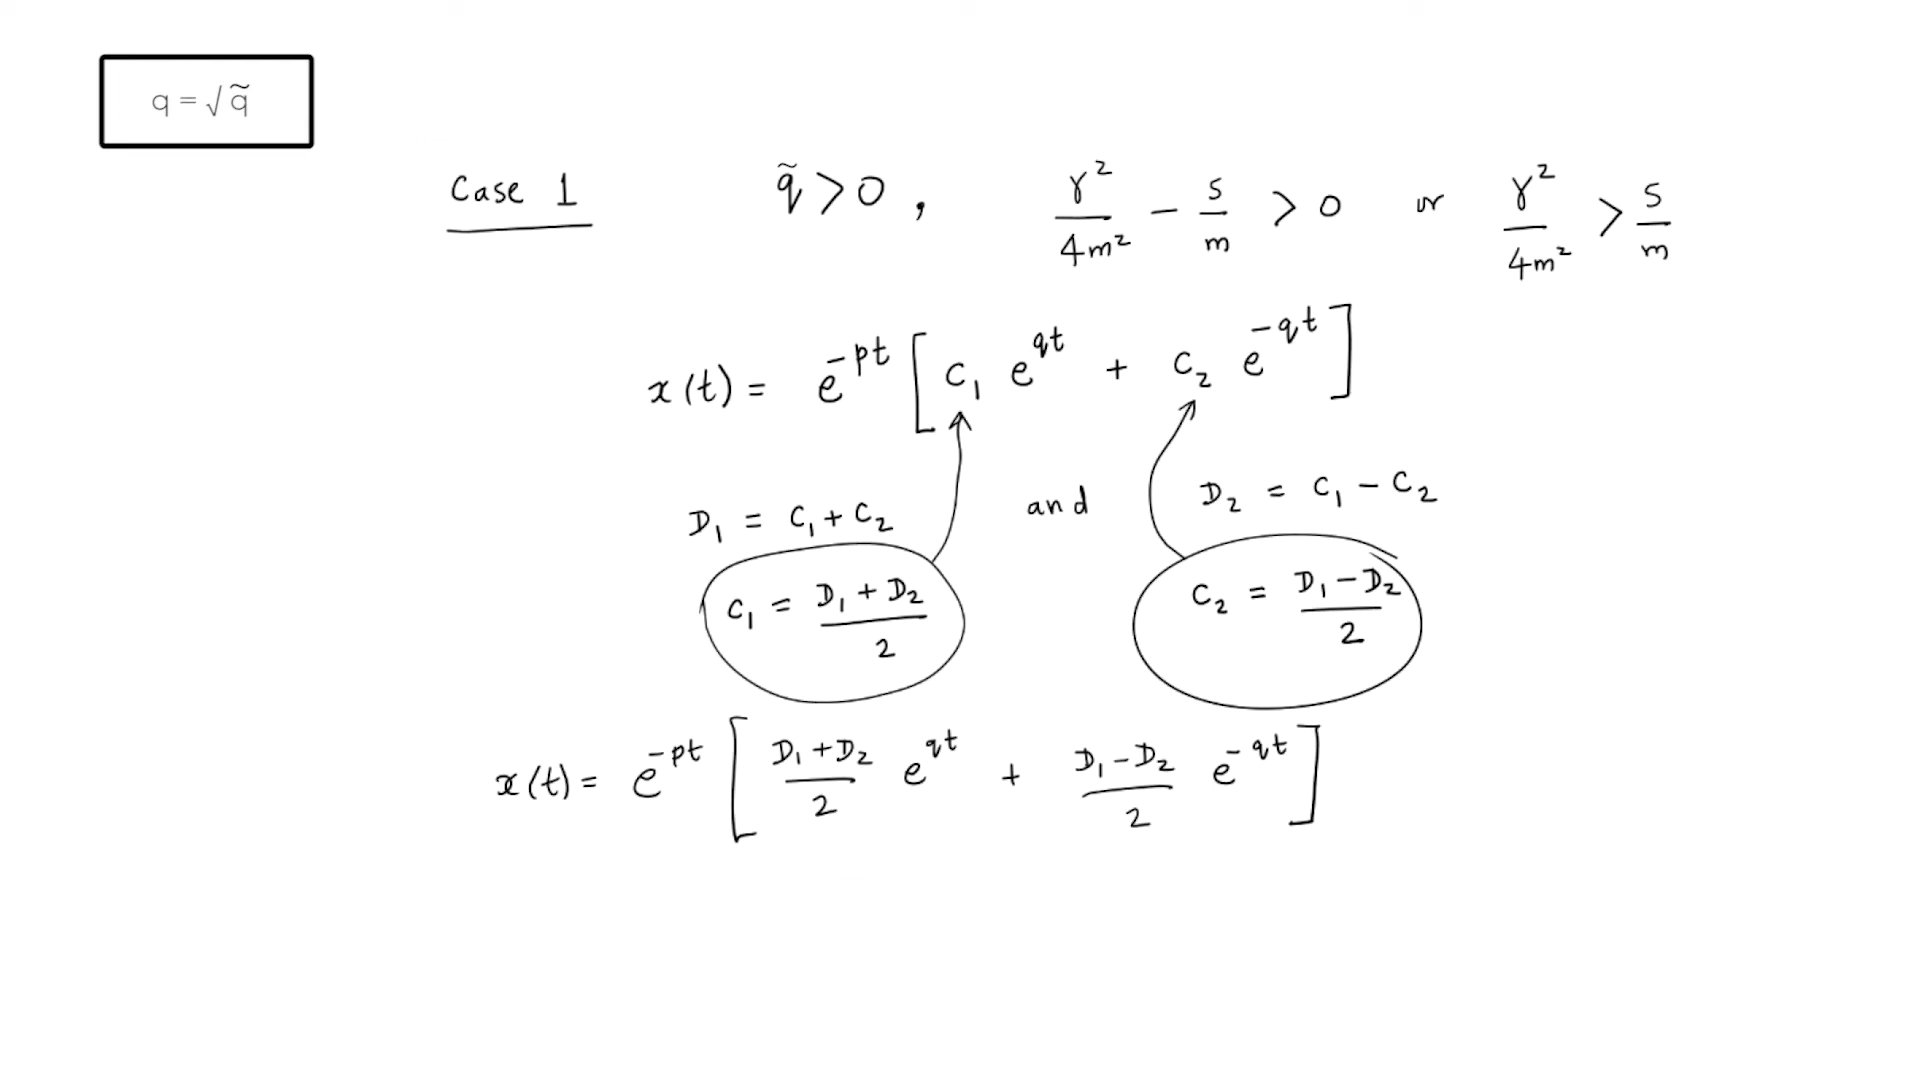 q = √q̃
Case 1 q̃ > 0 , γ²/4m² − s/m > 0 or γ²/4m² > s/m
x(t) = e^{−pt} [ C₁ e^{qt} + C₂ e^{−qt} ]
D₁ = C₁ + C₂ and D₂ = C₁ − C₂
C₁ = (D₁ + D₂)/2 C₂ = (D₁ − D₂)/2
x(t) = e^{−pt} [ (D₁ + D₂)/2 e^{qt} + (D₁ − D₂)/2 e^{−qt} ]